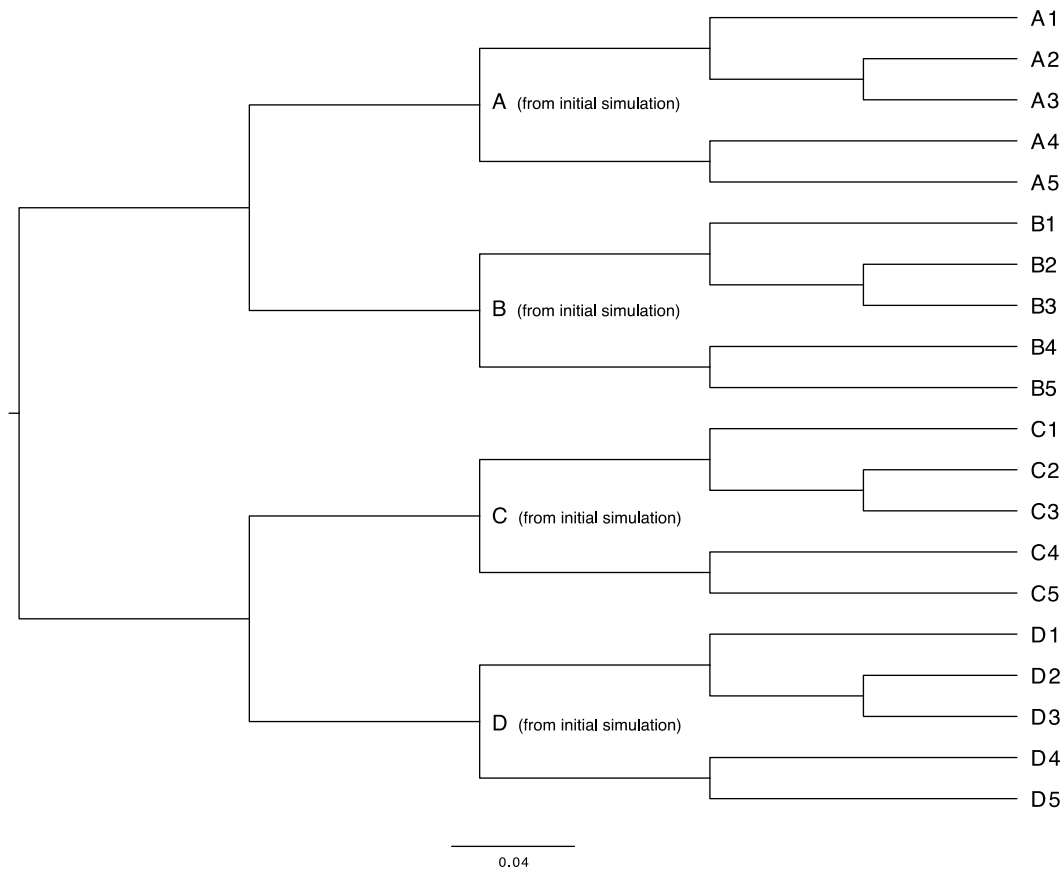 A1
A2
A (from initial simulation)
A3
A4
A5
B1
B2
B (from initial simulation)
B3
B4
B5
C1
C2
C (from initial simulation)
C3
C4
C5
D1
D2
D3
D (from initial simulation)
D4
D5
0.04